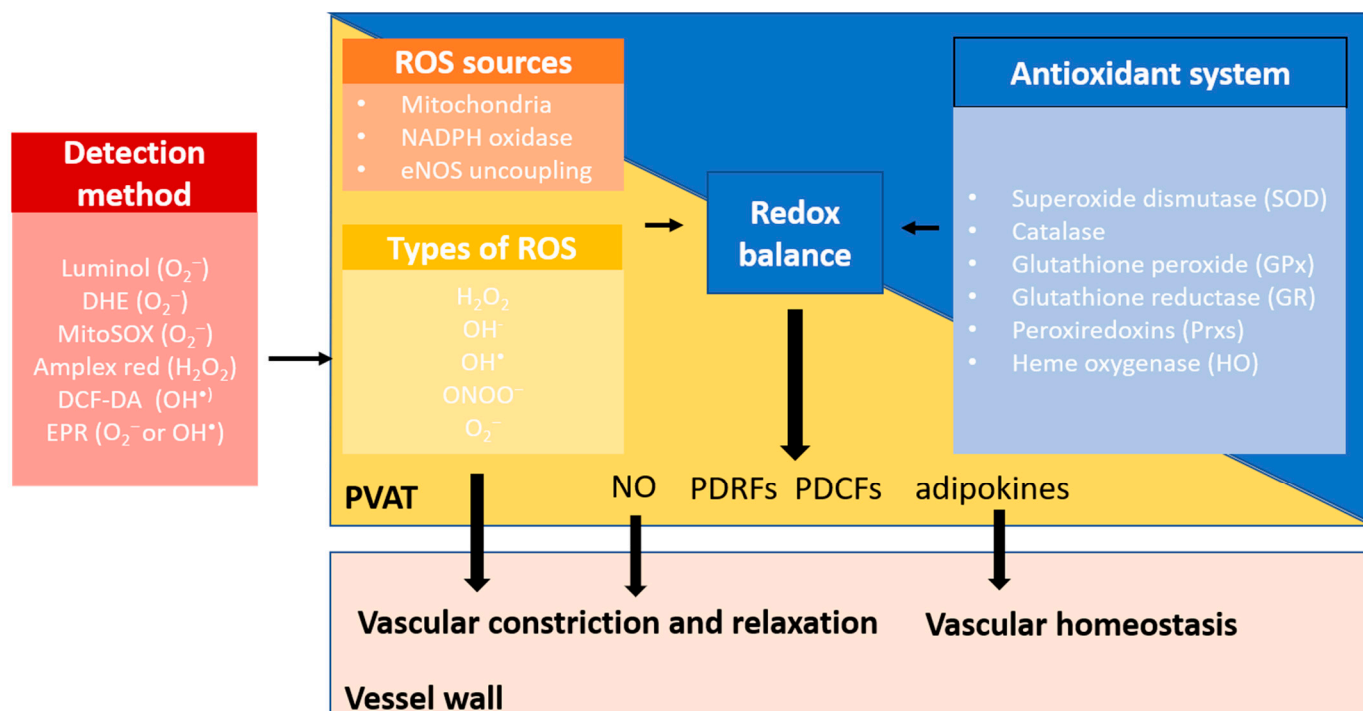 Detection
method
Luminol (O₂⁻)
DHE (O₂⁻)
MitoSOX (O₂⁻)
Amplex red (H₂O₂)
DCF-DA (OH•)
EPR (O₂⁻ or OH•)
ROS sources
• Mitochondria
• NADPH oxidase
• eNOS uncoupling
Types of ROS
H₂O₂
OH⁻
OH•
ONOO⁻
O₂⁻
Redox
balance
Antioxidant system
• Superoxide dismutase (SOD)
• Catalase
• Glutathione peroxide (GPx)
• Glutathione reductase (GR)
• Peroxiredoxins (Prxs)
• Heme oxygenase (HO)
PVAT
NO PDRFs PDCFs adipokines
Vascular constriction and relaxation
Vascular homeostasis
Vessel wall